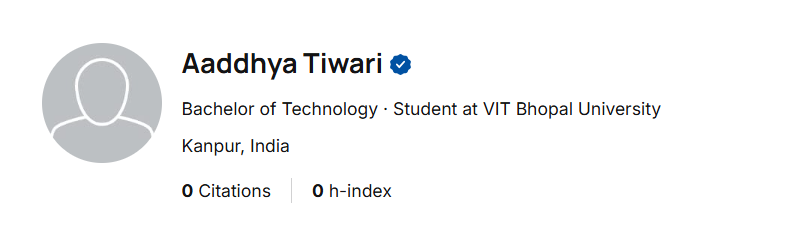 Aaddhya Tiwari
Bachelor of Technology · Student at VIT Bhopal University
Kanpur, India
0 Citations
0 h-index